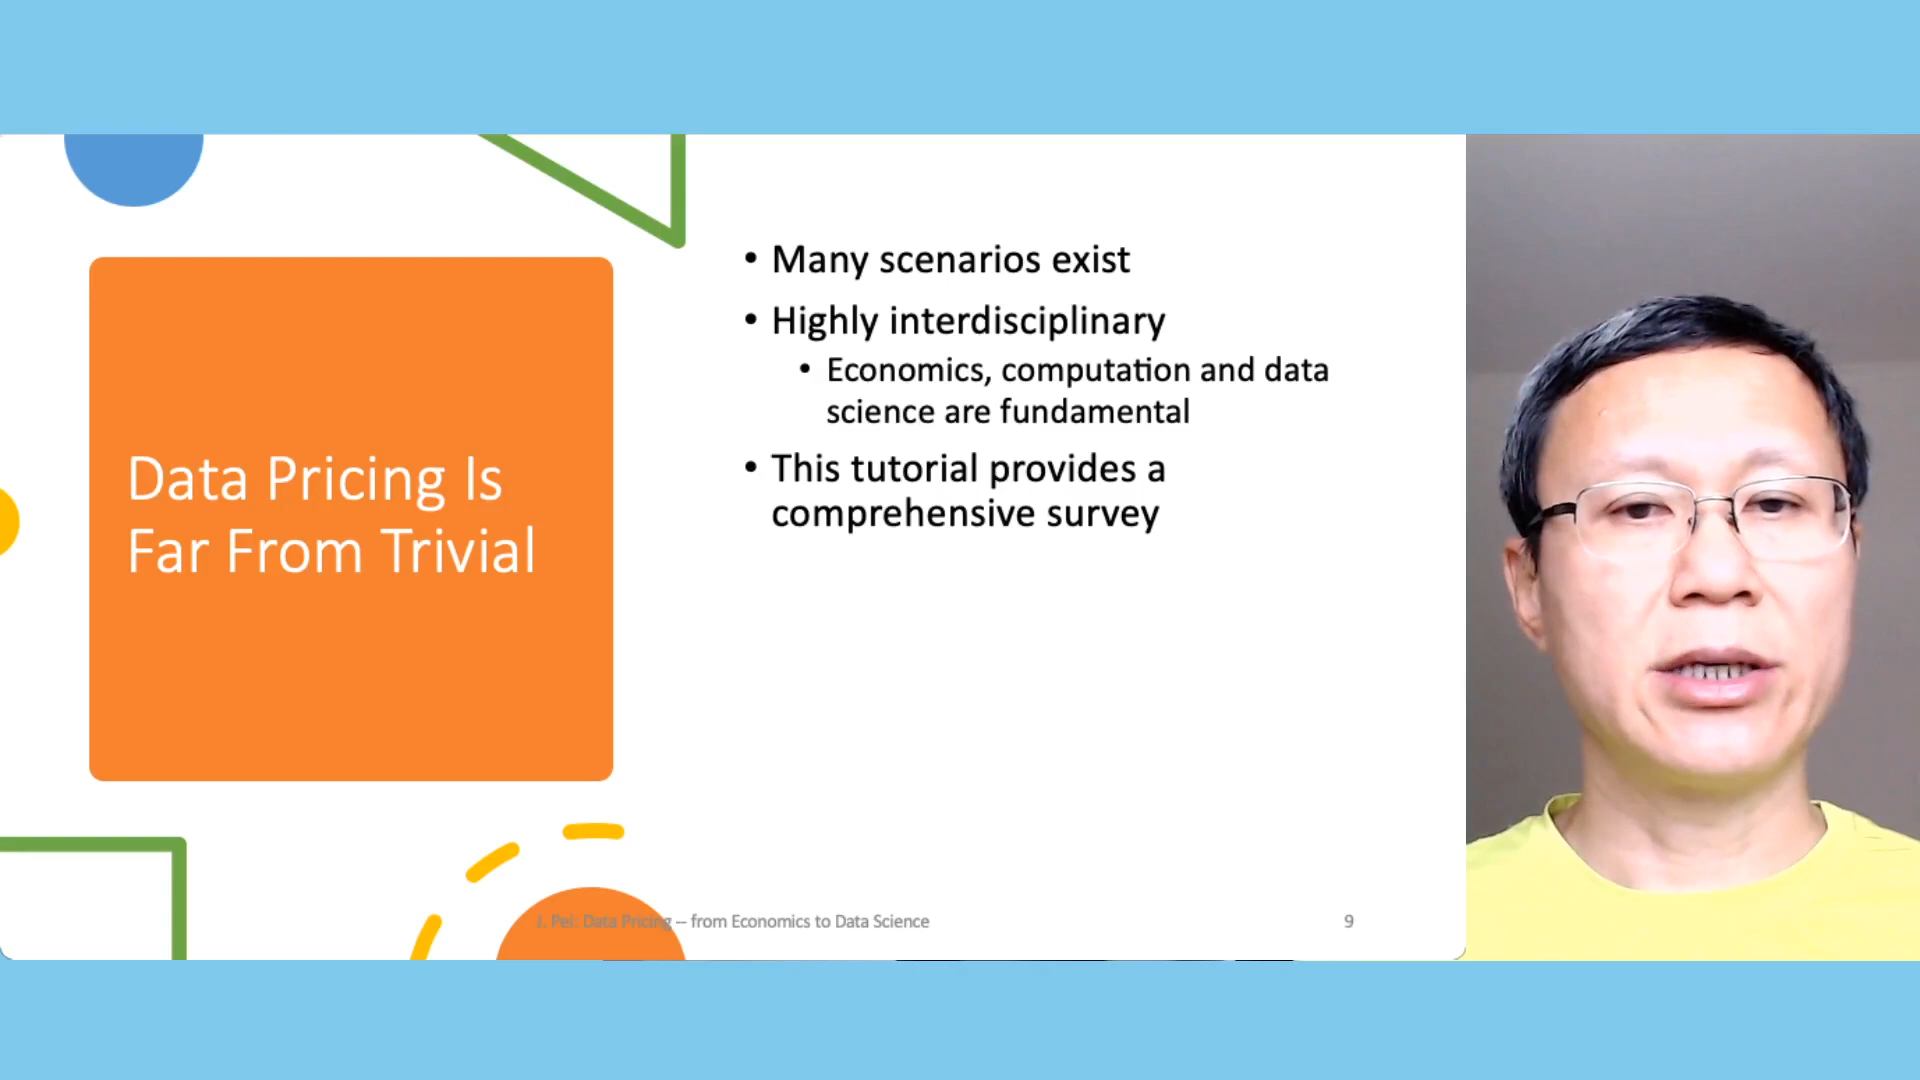 Data Pricing Is
Far From Trivial
• Many scenarios exist
• Highly interdisciplinary
• Economics, computation and data
science are fundamental
• This tutorial provides a
comprehensive survey
J. Pei: Data Pricing -- from Economics to Data Science
9